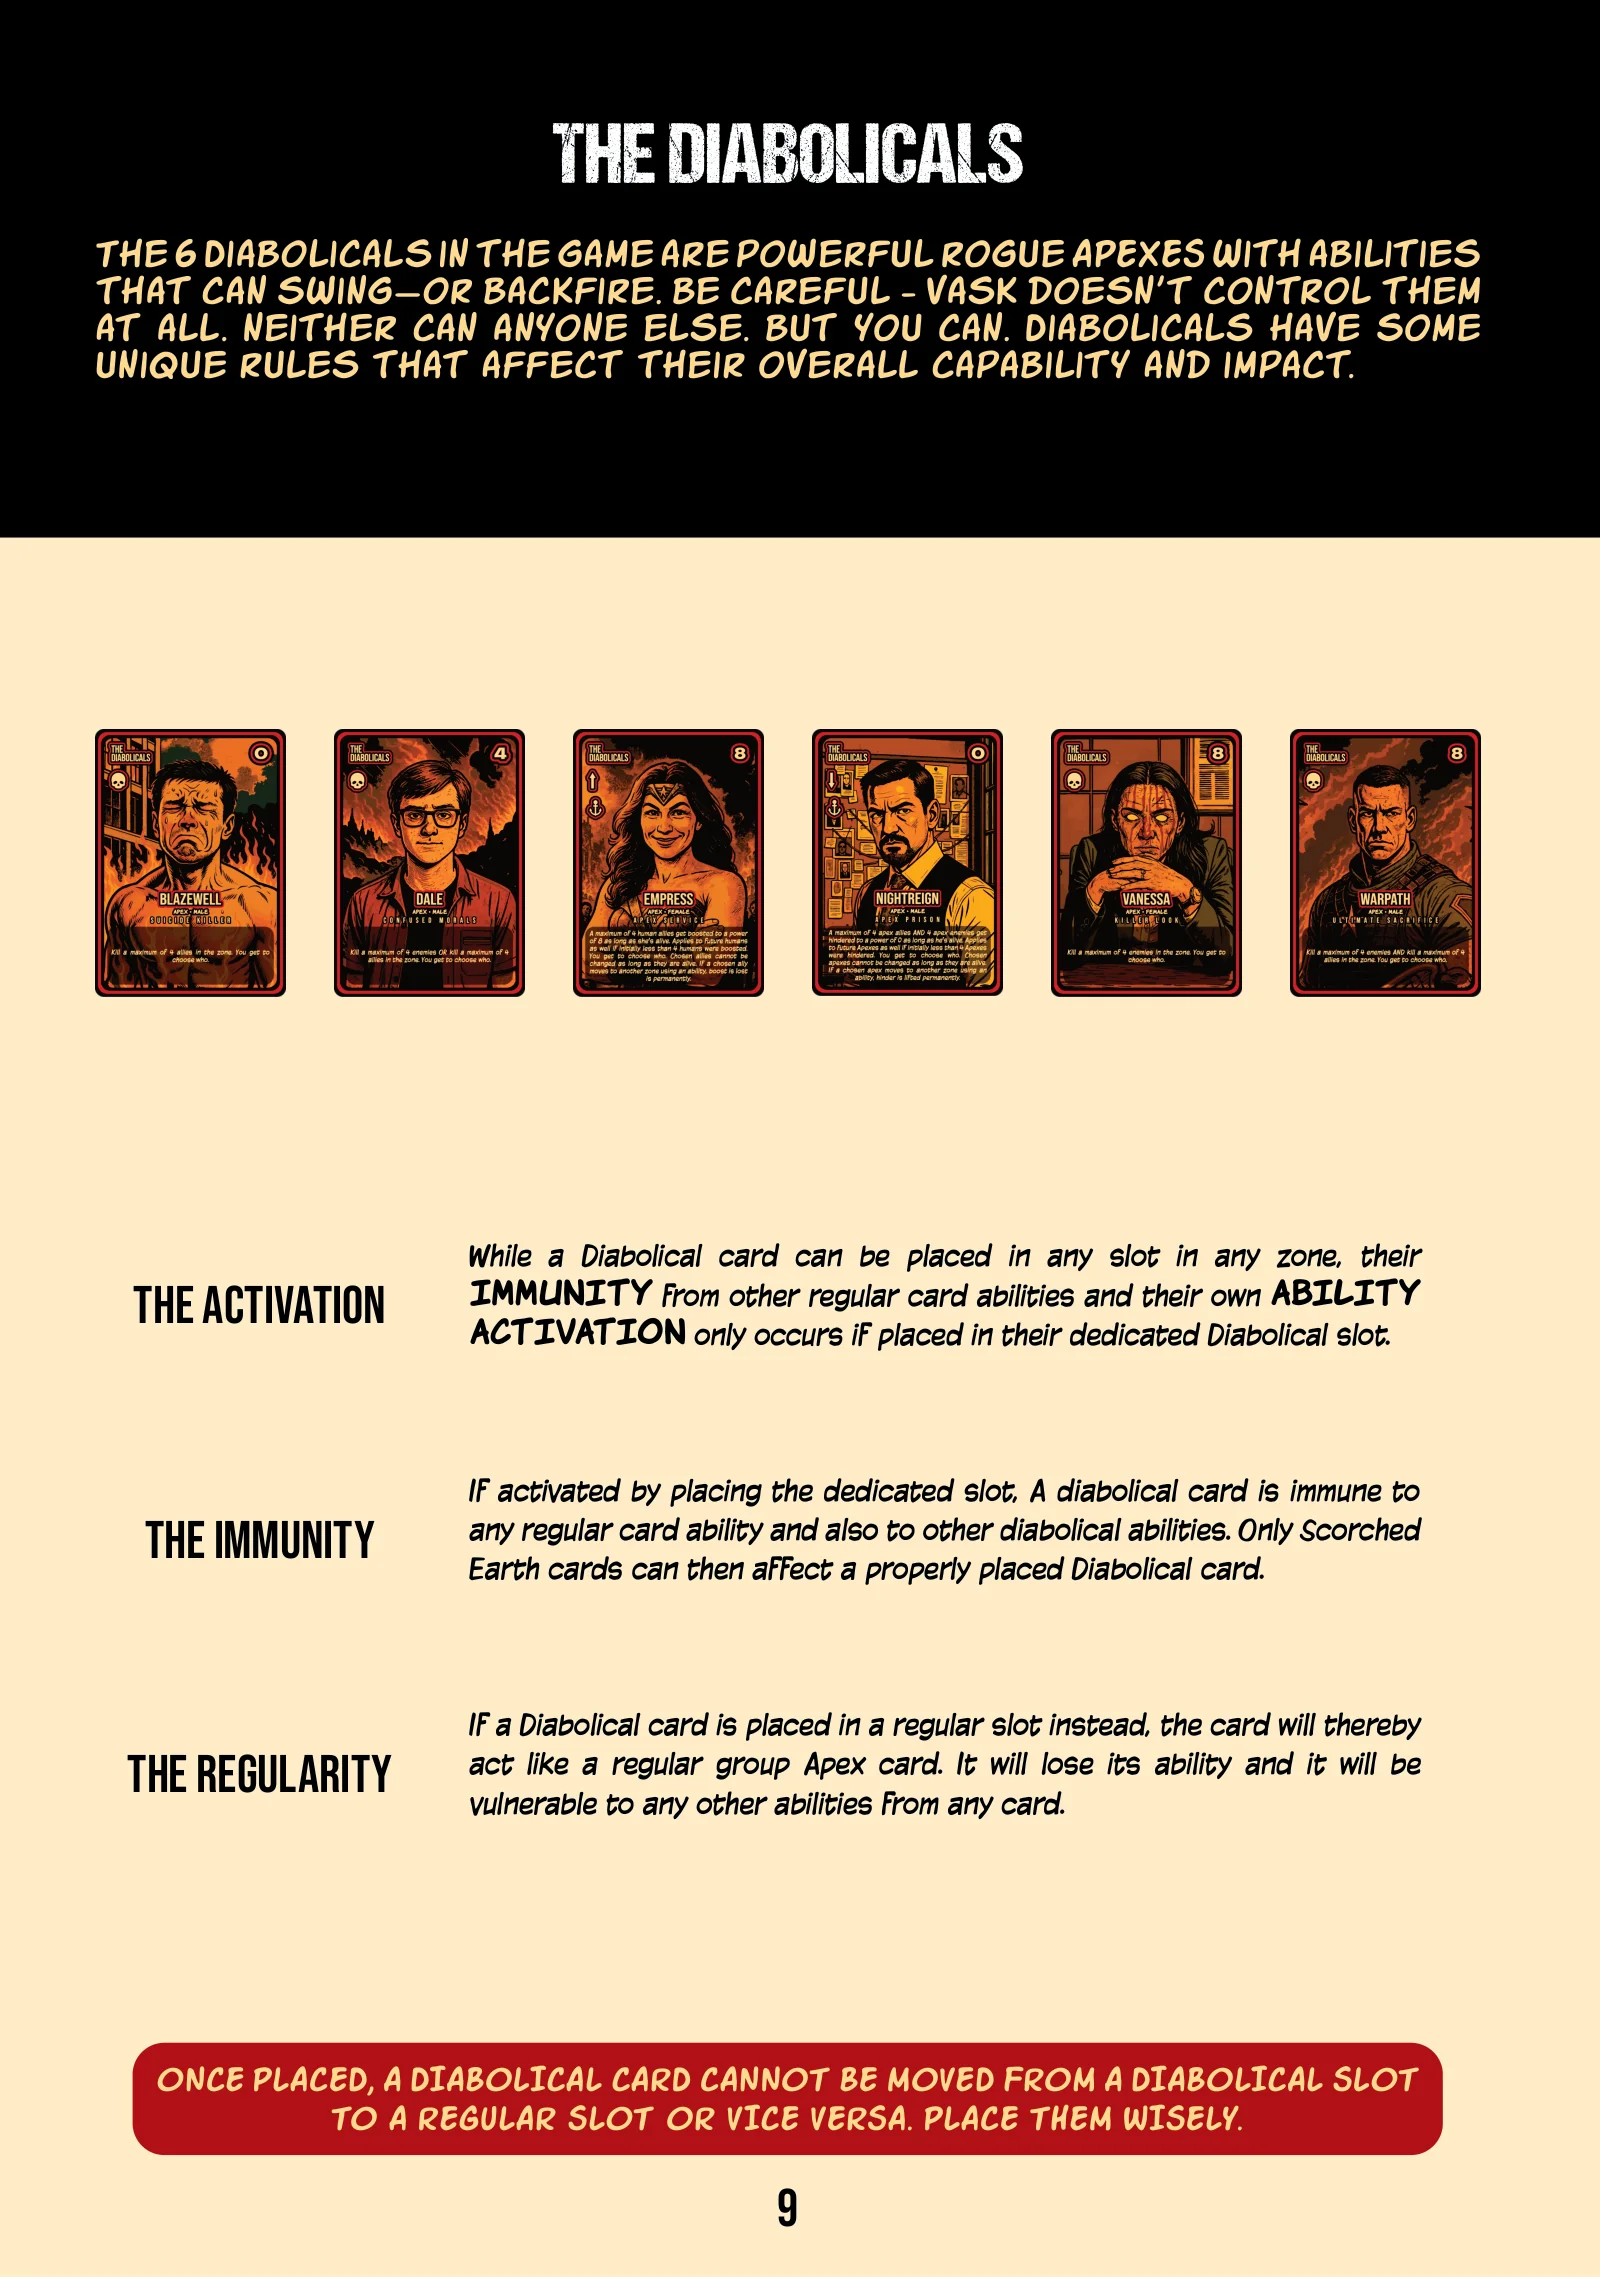 THE DIABOLICALS
THE 6 DIABOLICALS IN THE GAME ARE POWERFUL ROGUE APEXES WITH ABILITIES
THAT CAN SWING—OR BACKFIRE. BE CAREFUL - VASK DOESN'T CONTROL THEM
AT ALL. NEITHER CAN ANYONE ELSE. BUT YOU CAN. DIABOLICALS HAVE SOME
UNIQUE RULES THAT AFFECT THEIR OVERALL CAPABILITY AND IMPACT.
THE
DIABOLICALS
0
BLAZEWELL
APEX • MALE
SUICIDE KILLER
Kill a maximum of 4 allies in the zone. You get to
choose who.
THE
DIABOLICALS
4
DALE
APEX • MALE
CONFUSED MORALS
Kill a maximum of 4 enemies OR kill a maximum of 4
allies in the zone. You get to choose who.
THE
DIABOLICALS
8
EMPRESS
APEX • FEMALE
APEX SERVICE
A maximum of 4 human allies get boosted to a power
of 8 as long as she's alive. Applies to future humans
as well if initially less than 4 humans were boosted.
You get to choose who. Chosen allies cannot be
changed as long as they are alive. If a chosen ally
moves to another zone using an ability, boost is lost
is permanently.
THE
DIABOLICALS
0
NIGHTREIGN
APEX • MALE
APEX PRISON
A maximum of 4 apex allies AND 4 apex enemies get
hindered to a power of 0 as long as he's alive. Applies
to future Apexes as well if initially less than 4 Apexes
were hindered. You get to choose who. Chosen
apexes cannot be changed as long as they are alive.
If a chosen apex moves to another zone using an
ability, hinder is lifted permanently.
THE
DIABOLICALS
8
VANESSA
APEX • FEMALE
KILLER LOOK
Kill a maximum of 4 enemies in the zone. You get to
choose who.
THE
DIABOLICALS
8
WARPATH
APEX • MALE
ULTIMATE SACRIFICE
Kill a maximum of 4 enemies AND kill a maximum of 4
allies in the zone. You get to choose who.
THE ACTIVATION
While a Diabolical card can be placed in any slot in any zone, their
IMMUNITY from other regular card abilities and their own ABILITY
ACTIVATION only occurs if placed in their dedicated Diabolical slot.
THE IMMUNITY
If activated by placing the dedicated slot, A diabolical card is immune to
any regular card ability and also to other diabolical abilities. Only Scorched
Earth cards can then affect a properly placed Diabolical card.
THE REGULARITY
If a Diabolical card is placed in a regular slot instead, the card will thereby
act like a regular group Apex card. It will lose its ability and it will be
vulnerable to any other abilities from any card.
ONCE PLACED, A DIABOLICAL CARD CANNOT BE MOVED FROM A DIABOLICAL SLOT
TO A REGULAR SLOT OR VICE VERSA. PLACE THEM WISELY.
9